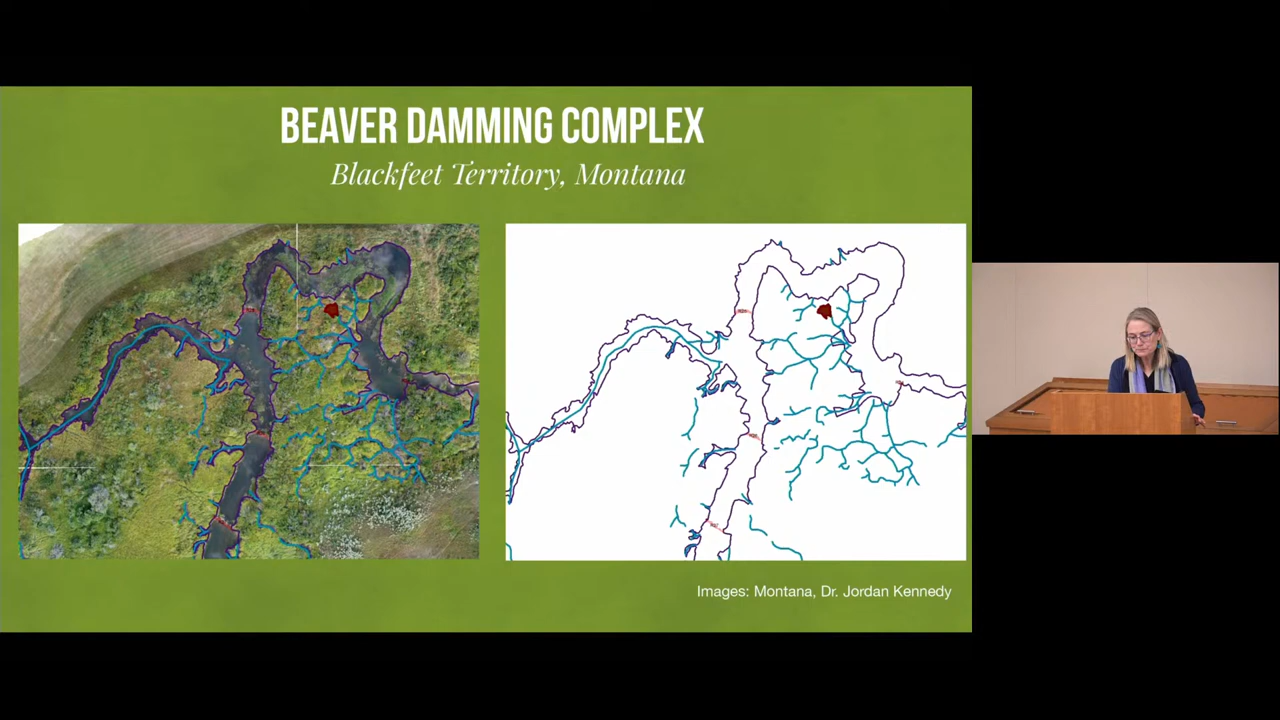 BEAVER DAMMING COMPLEX
Blackfeet Territory, Montana
Images: Montana, Dr. Jordan Kennedy